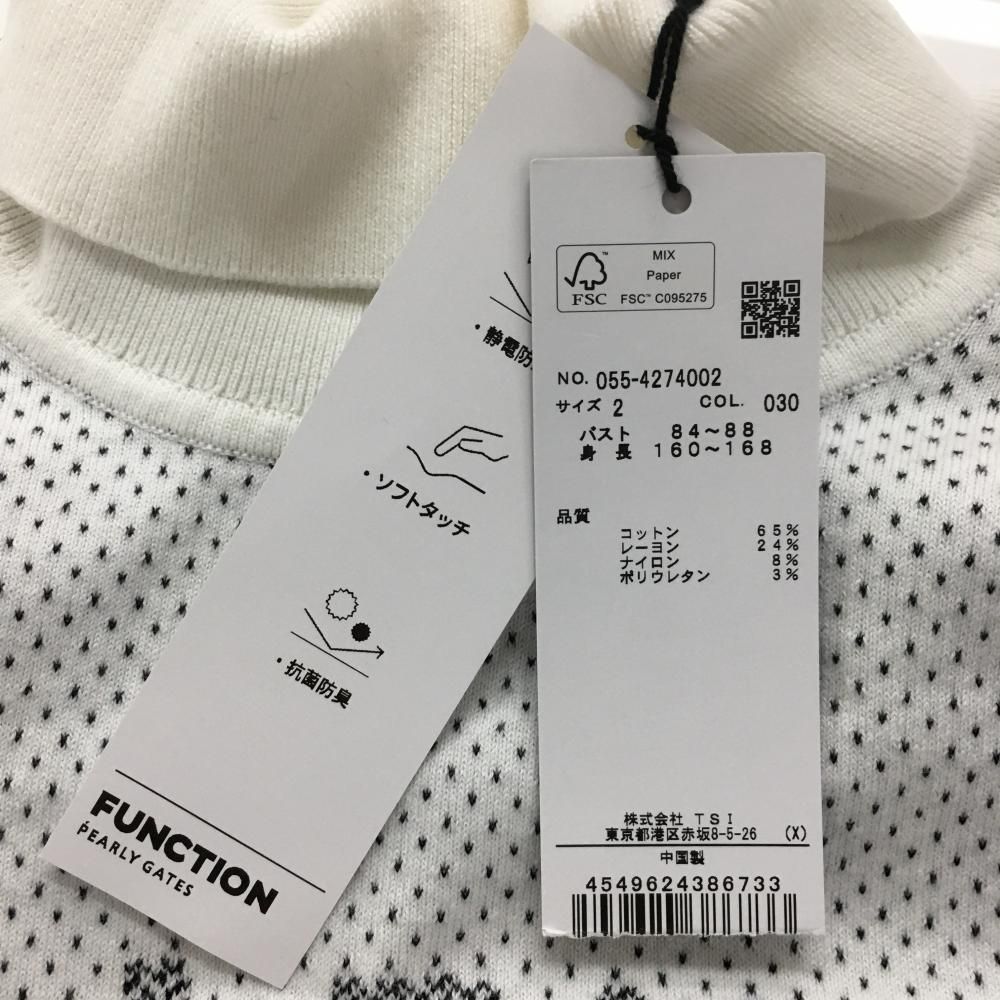 ・静電防
・ソフトタッチ
・抗菌防臭
FUNCTION
PEARLY GATES
FSC™
MIX
Paper
FSC™ C095275
NO. 055-4274002
サイズ 2 COL. 030
バスト 84～88
身長 160～168
品質
コットン 65%
レーヨン 24%
ナイロン 8%
ポリウレタン 3%
株式会社 TSI
東京都港区赤坂8-5-26 (X)
中国製
4549624386733